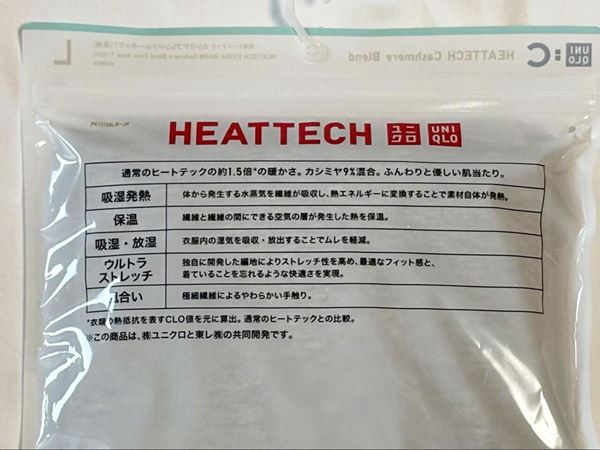 HEATTECH Cashmere Blend
:C
UNI
QLO
L
HEATTECH EXTRA WARM Cashmere Blend Crew Neck T-Shirt
HEATTECH ユニ
クロ UNI
QLO
通常のヒートテックの約1.5倍*の暖かさ。カシミヤ9%混合。ふんわりと優しい肌当たり。
吸湿発熱 体から発生する水蒸気を繊維が吸収し、熱エネルギーに変換することで素材自体が発熱。
保温 繊維と繊維の間にできる空気の層が発生した熱を保温。
吸湿・放湿 衣服内の湿気を吸収・放出することでムレを軽減。
ウルトラ
ストレッチ
独自に開発した編地によりストレッチ性を高め、最適なフィット感と、
着ていることを忘れるような快適さを実現。
風合い 極細繊維によるやわらかい手触り。
*衣類の熱抵抗を表すCLO値を元に算出。通常のヒートテックとの比較。
※この商品は、㈱ユニクロと東レ㈱の共同開発です。